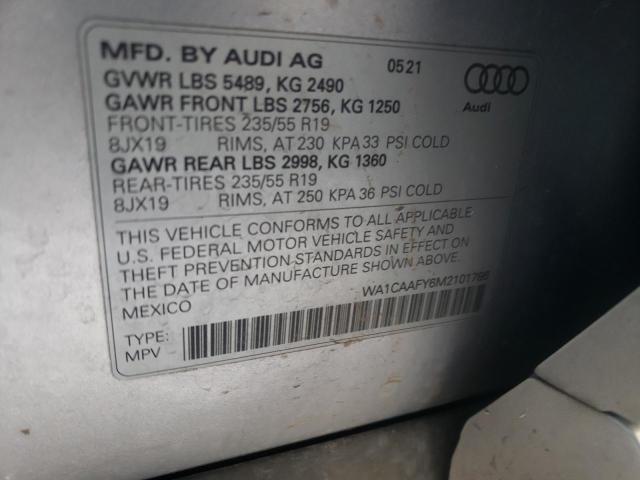 MFD. BY AUDI AG 0521
GVWR LBS 5489, KG 2490
GAWR FRONT LBS 2756, KG 1250
Audi
FRONT-TIRES 235/55 R19
8JX19 RIMS, AT 230 KPA 33 PSI COLD
GAWR REAR LBS 2998, KG 1360
REAR-TIRES 235/55 R19
8JX19 RIMS, AT 250 KPA 36 PSI COLD
THIS VEHICLE CONFORMS TO ALL APPLICABLE
U.S. FEDERAL MOTOR VEHICLE SAFETY AND
THEFT PREVENTION STANDARDS IN EFFECT ON
THE DATE OF MANUFACTURE SHOWN ABOVE.
MEXICO WA1CAAFY6M2101786
TYPE:
MPV